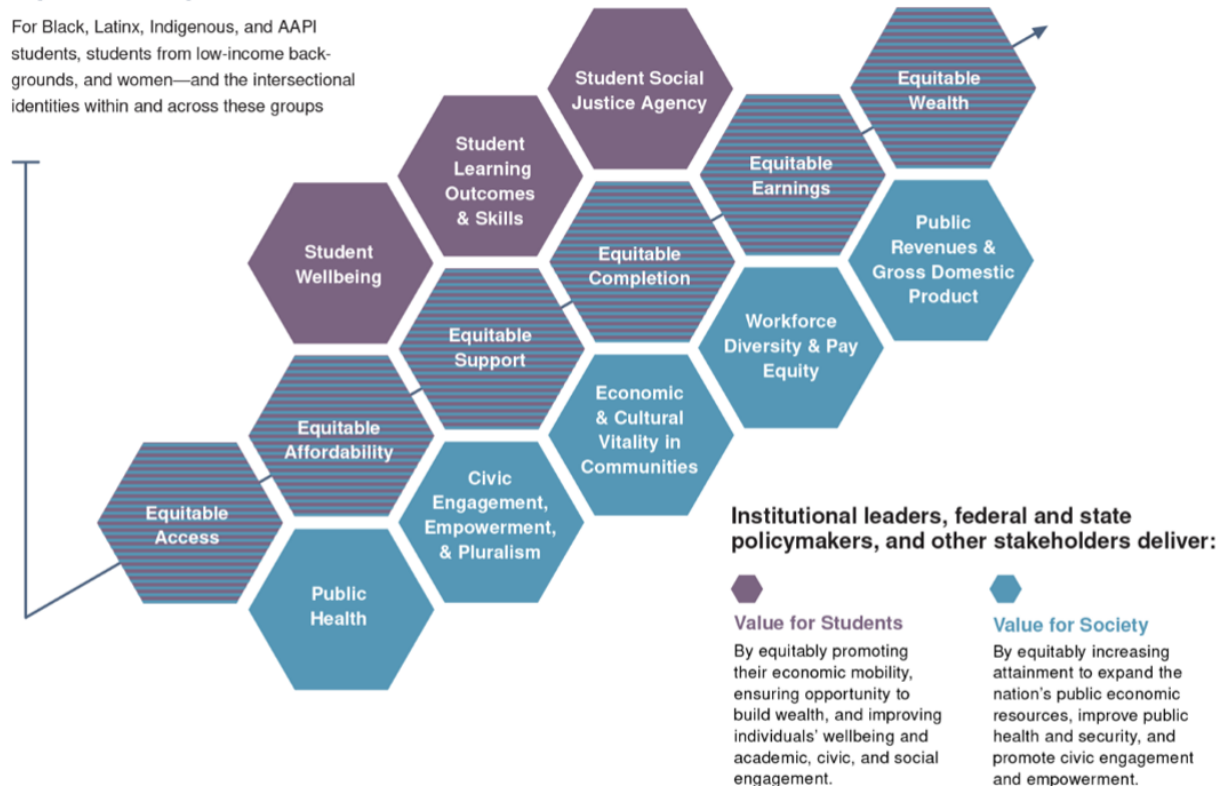 For Black, Latinx, Indigenous, and AAPI
students, students from low-income back-
grounds, and women—and the intersectional
identities within and across these groups
Student Social
Justice Agency
Equitable
Wealth
Student
Learning
Outcomes
& Skills
Equitable
Earnings
Student
Wellbeing
Equitable
Completion
Public
Revenues &
Gross Domestic
Product
Equitable
Support
Workforce
Diversity & Pay
Equity
Equitable
Affordability
Economic
& Cultural
Vitality in
Communities
Equitable
Access
Civic
Engagement,
Empowerment,
& Pluralism
Public
Health
Institutional leaders, federal and state
policymakers, and other stakeholders deliver:
Value for Students
By equitably promoting
their economic mobility,
ensuring opportunity to
build wealth, and improving
individuals’ wellbeing and
academic, civic, and social
engagement.
Value for Society
By equitably increasing
attainment to expand the
nation’s public economic
resources, improve public
health and security, and
promote civic engagement
and empowerment.